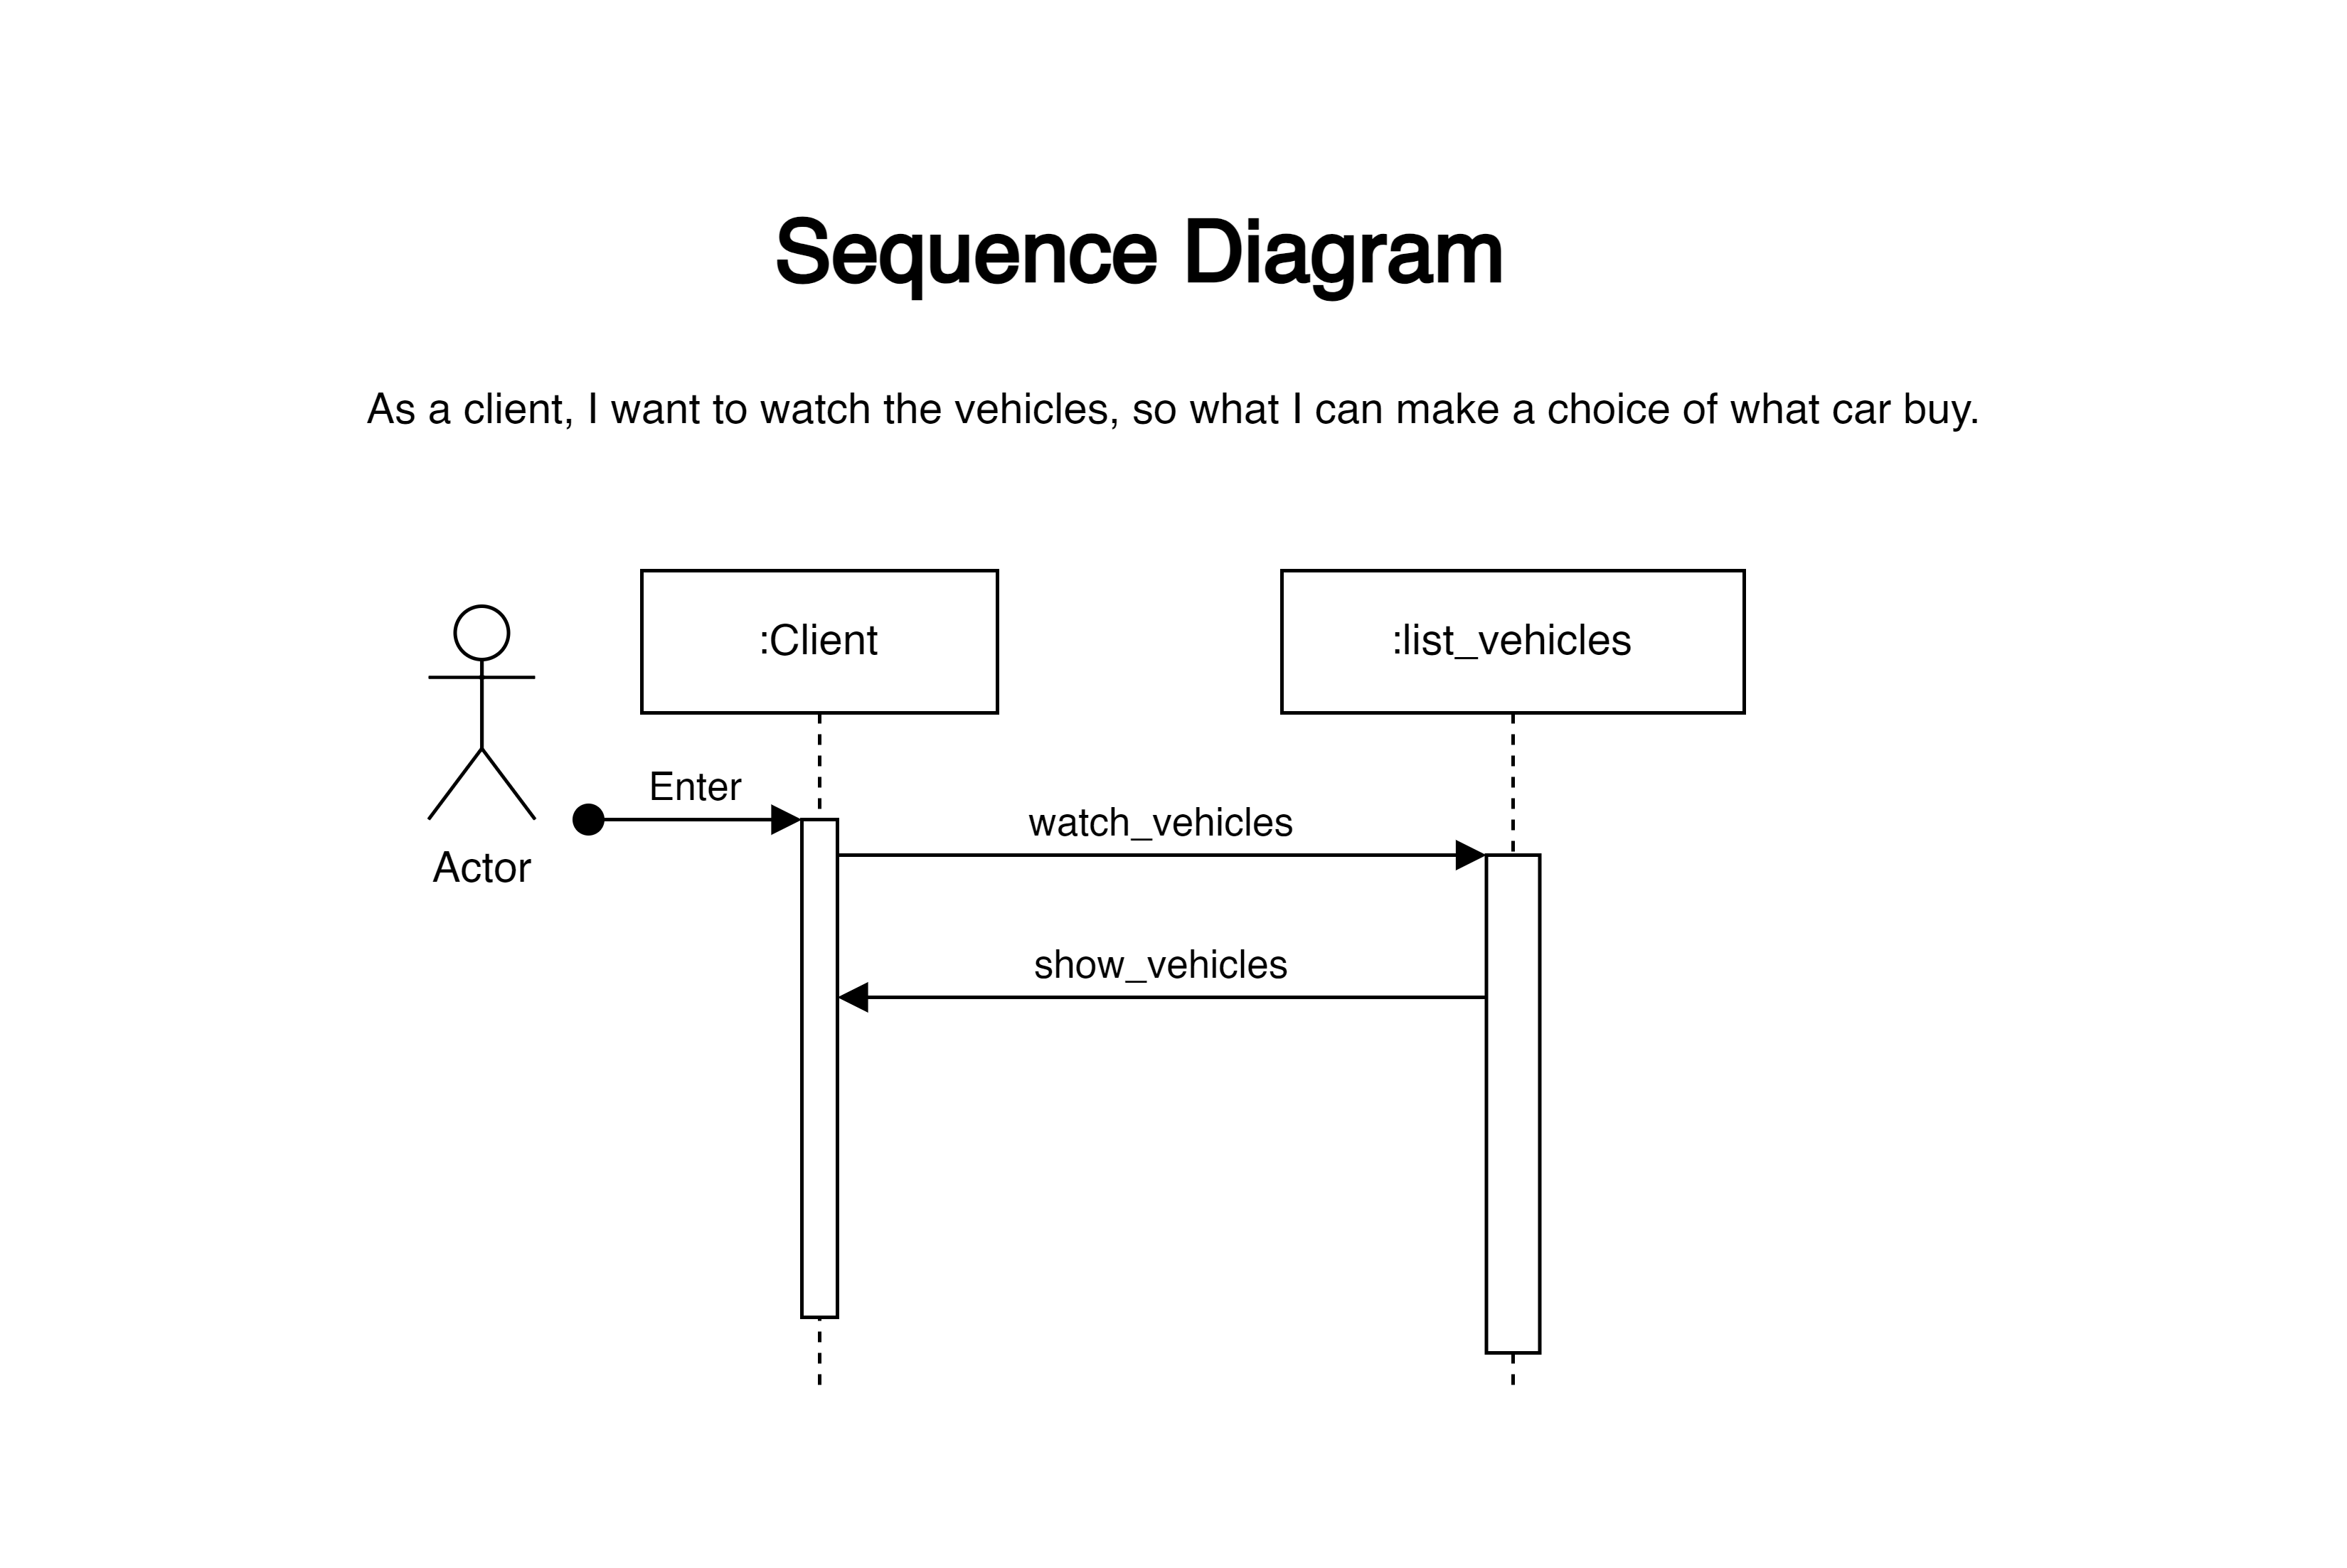 Sequence Diagram
As a client, I want to watch the vehicles, so what I can make a choice of what car buy.
:Client
:list_vehicles
Enter
watch_vehicles
Actor
show_vehicles